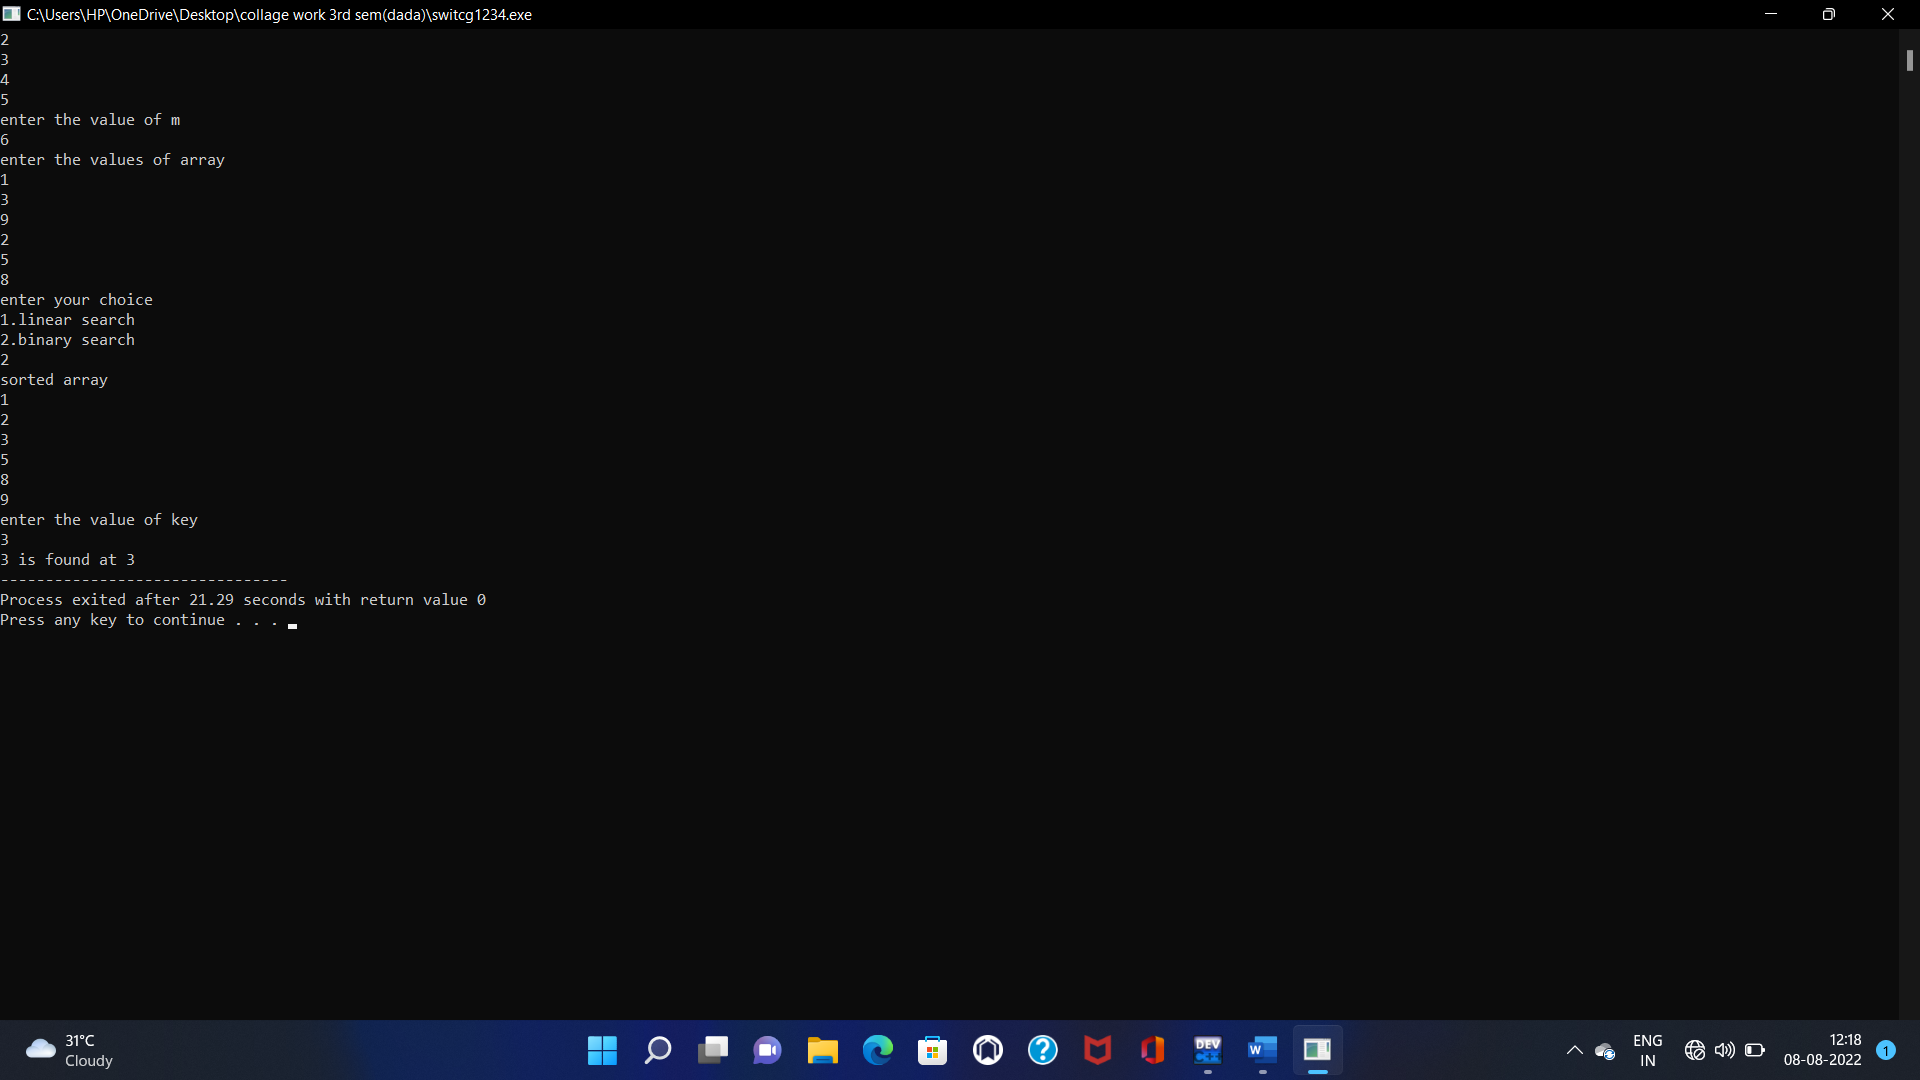 C:\Users\HP\OneDrive\Desktop\collage work 3rd sem(dada)\switcg1234.exe
2
3
4
5
enter the value of m
6
enter the values of array
1
3
9
2
5
8
enter your choice
1.linear search
2.binary search
2
sorted array
1
2
3
5
8
9
enter the value of key
3
3 is found at 3
--------------------------------
Process exited after 21.29 seconds with return value 0
Press any key to continue . . .
31°C
Cloudy
DEV
C++
W
ENG
IN
12:18
08-08-2022
1